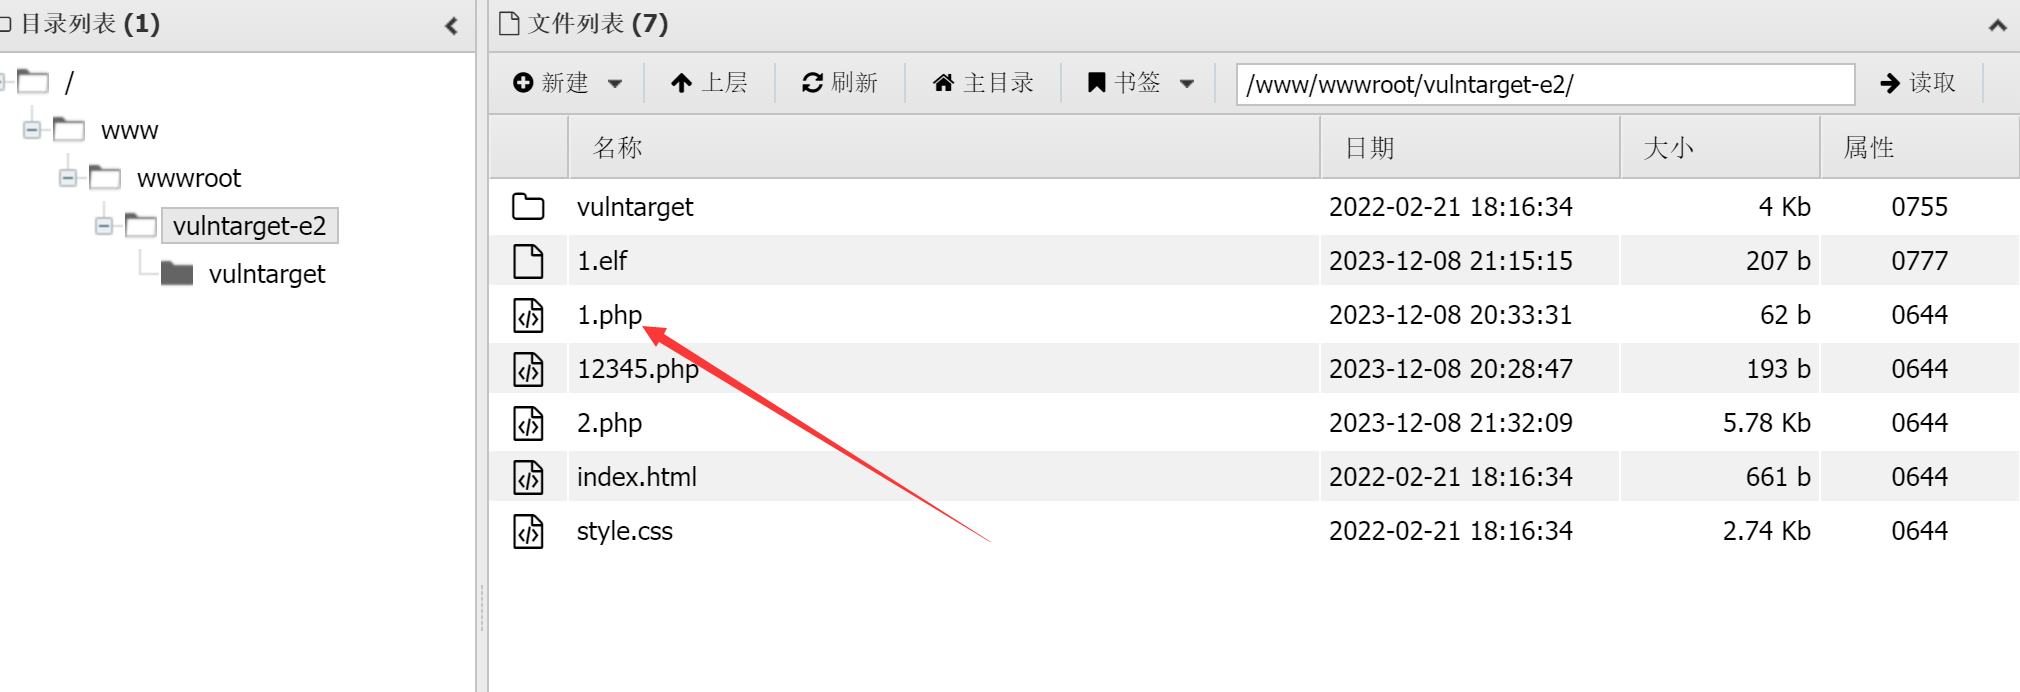 目录列表 (1)
/
www
wwwroot
vulntarget-e2
vulntarget
文件列表 (7)
新建 上层 刷新 主目录 书签 /www/wwwroot/vulntarget-e2/ 读取
名称 日期 大小 属性
vulntarget 2022-02-21 18:16:34 4 Kb 0755
1.elf 2023-12-08 21:15:15 207 b 0777
1.php 2023-12-08 20:33:31 62 b 0644
12345.php 2023-12-08 20:28:47 193 b 0644
2.php 2023-12-08 21:32:09 5.78 Kb 0644
index.html 2022-02-21 18:16:34 661 b 0644
style.css 2022-02-21 18:16:34 2.74 Kb 0644